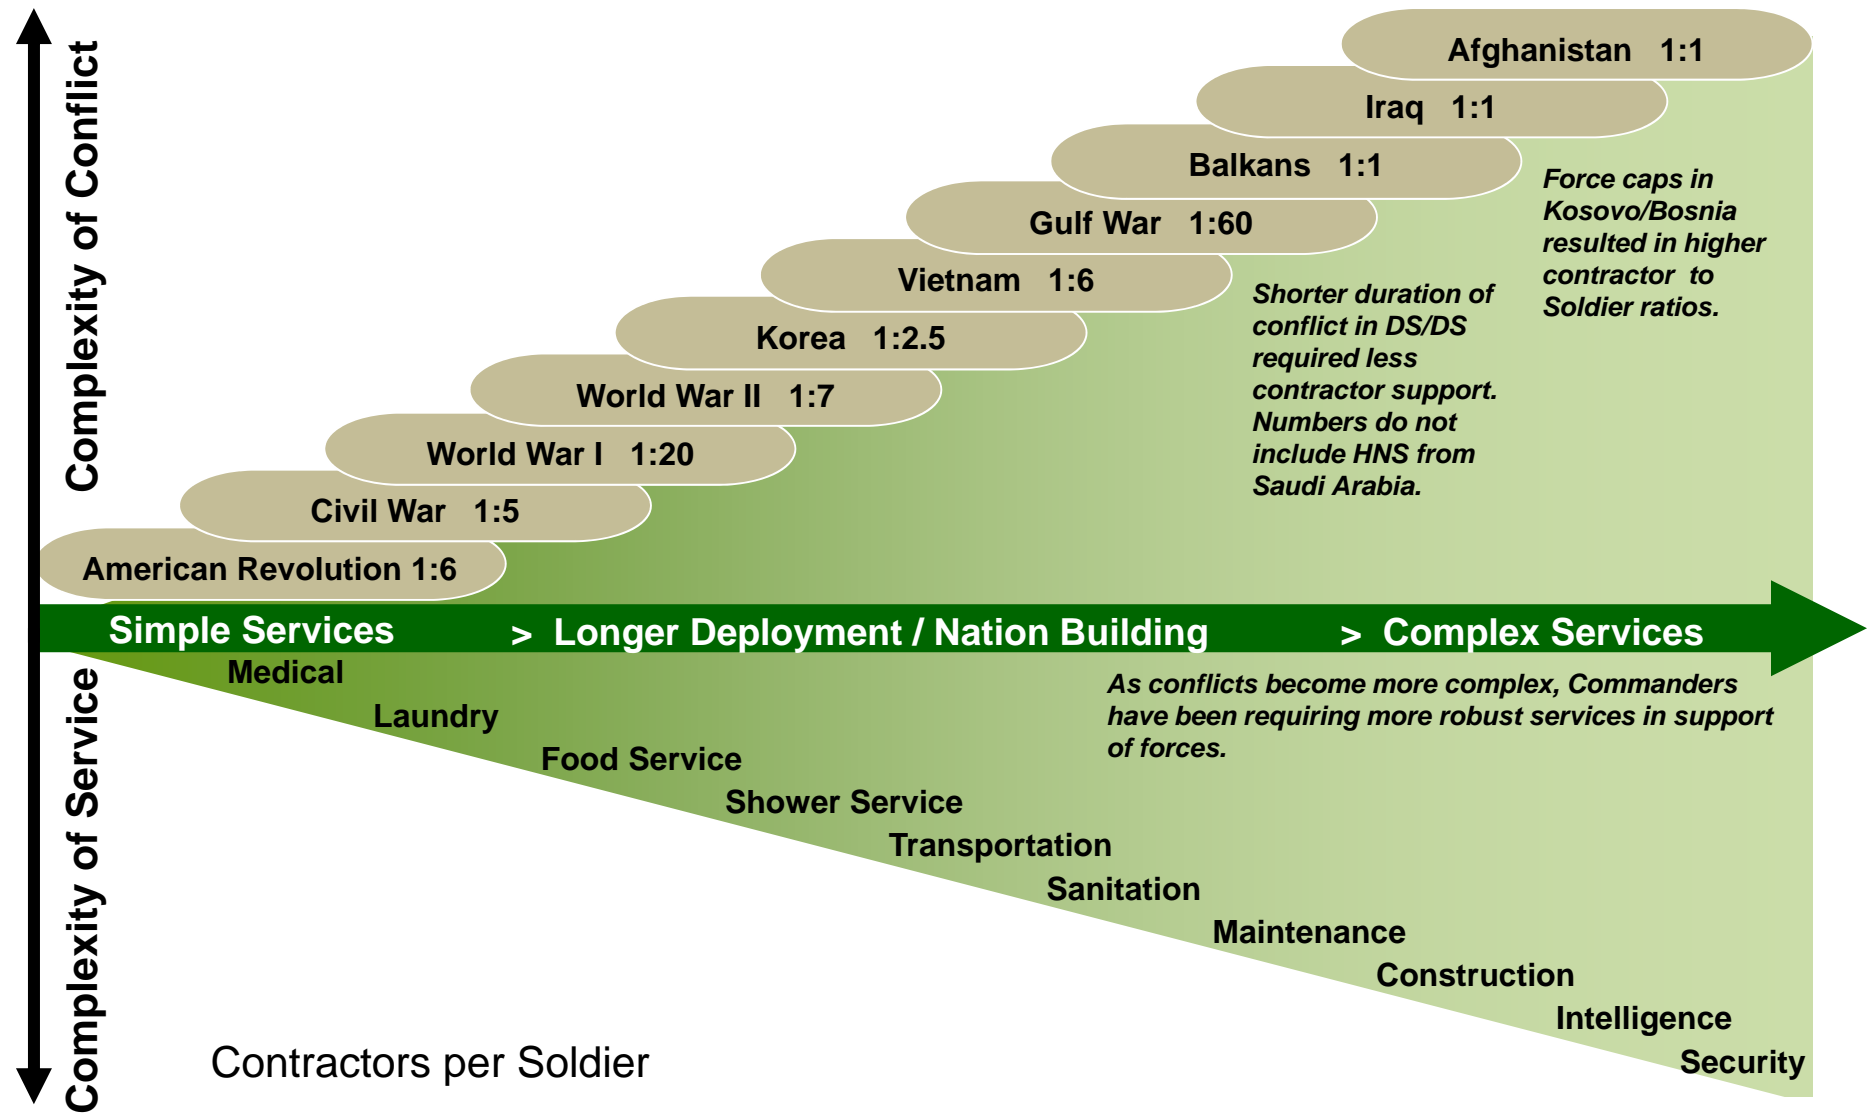 Complexity of Conflict
Afghanistan 1:1
Iraq 1:1
Balkans 1:1
Gulf War 1:60
Vietnam 1:6
Korea 1:2.5
World War II 1:7
World War I 1:20
Civil War 1:5
American Revolution 1:6
Force caps in
Kosovo/Bosnia
resulted in higher
contractor to
Soldier ratios.
Shorter duration of
conflict in DS/DS
required less
contractor support.
Numbers do not
include HNS from
Saudi Arabia.
Simple Services > Longer Deployment / Nation Building > Complex Services
Complexity of Service
Medical
Laundry
Food Service
Shower Service
Transportation
Sanitation
Maintenance
Construction
Intelligence
Security
As conflicts become more complex, Commanders
have been requiring more robust services in support
of forces.
Contractors per Soldier